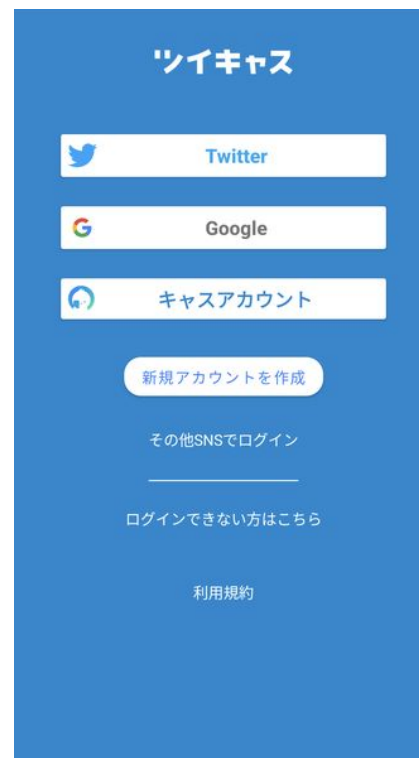 ツイキャス
Twitter
Google
キャスアカウント
新規アカウントを作成
その他SNSでログイン
ログインできない方はこちら
利用規約